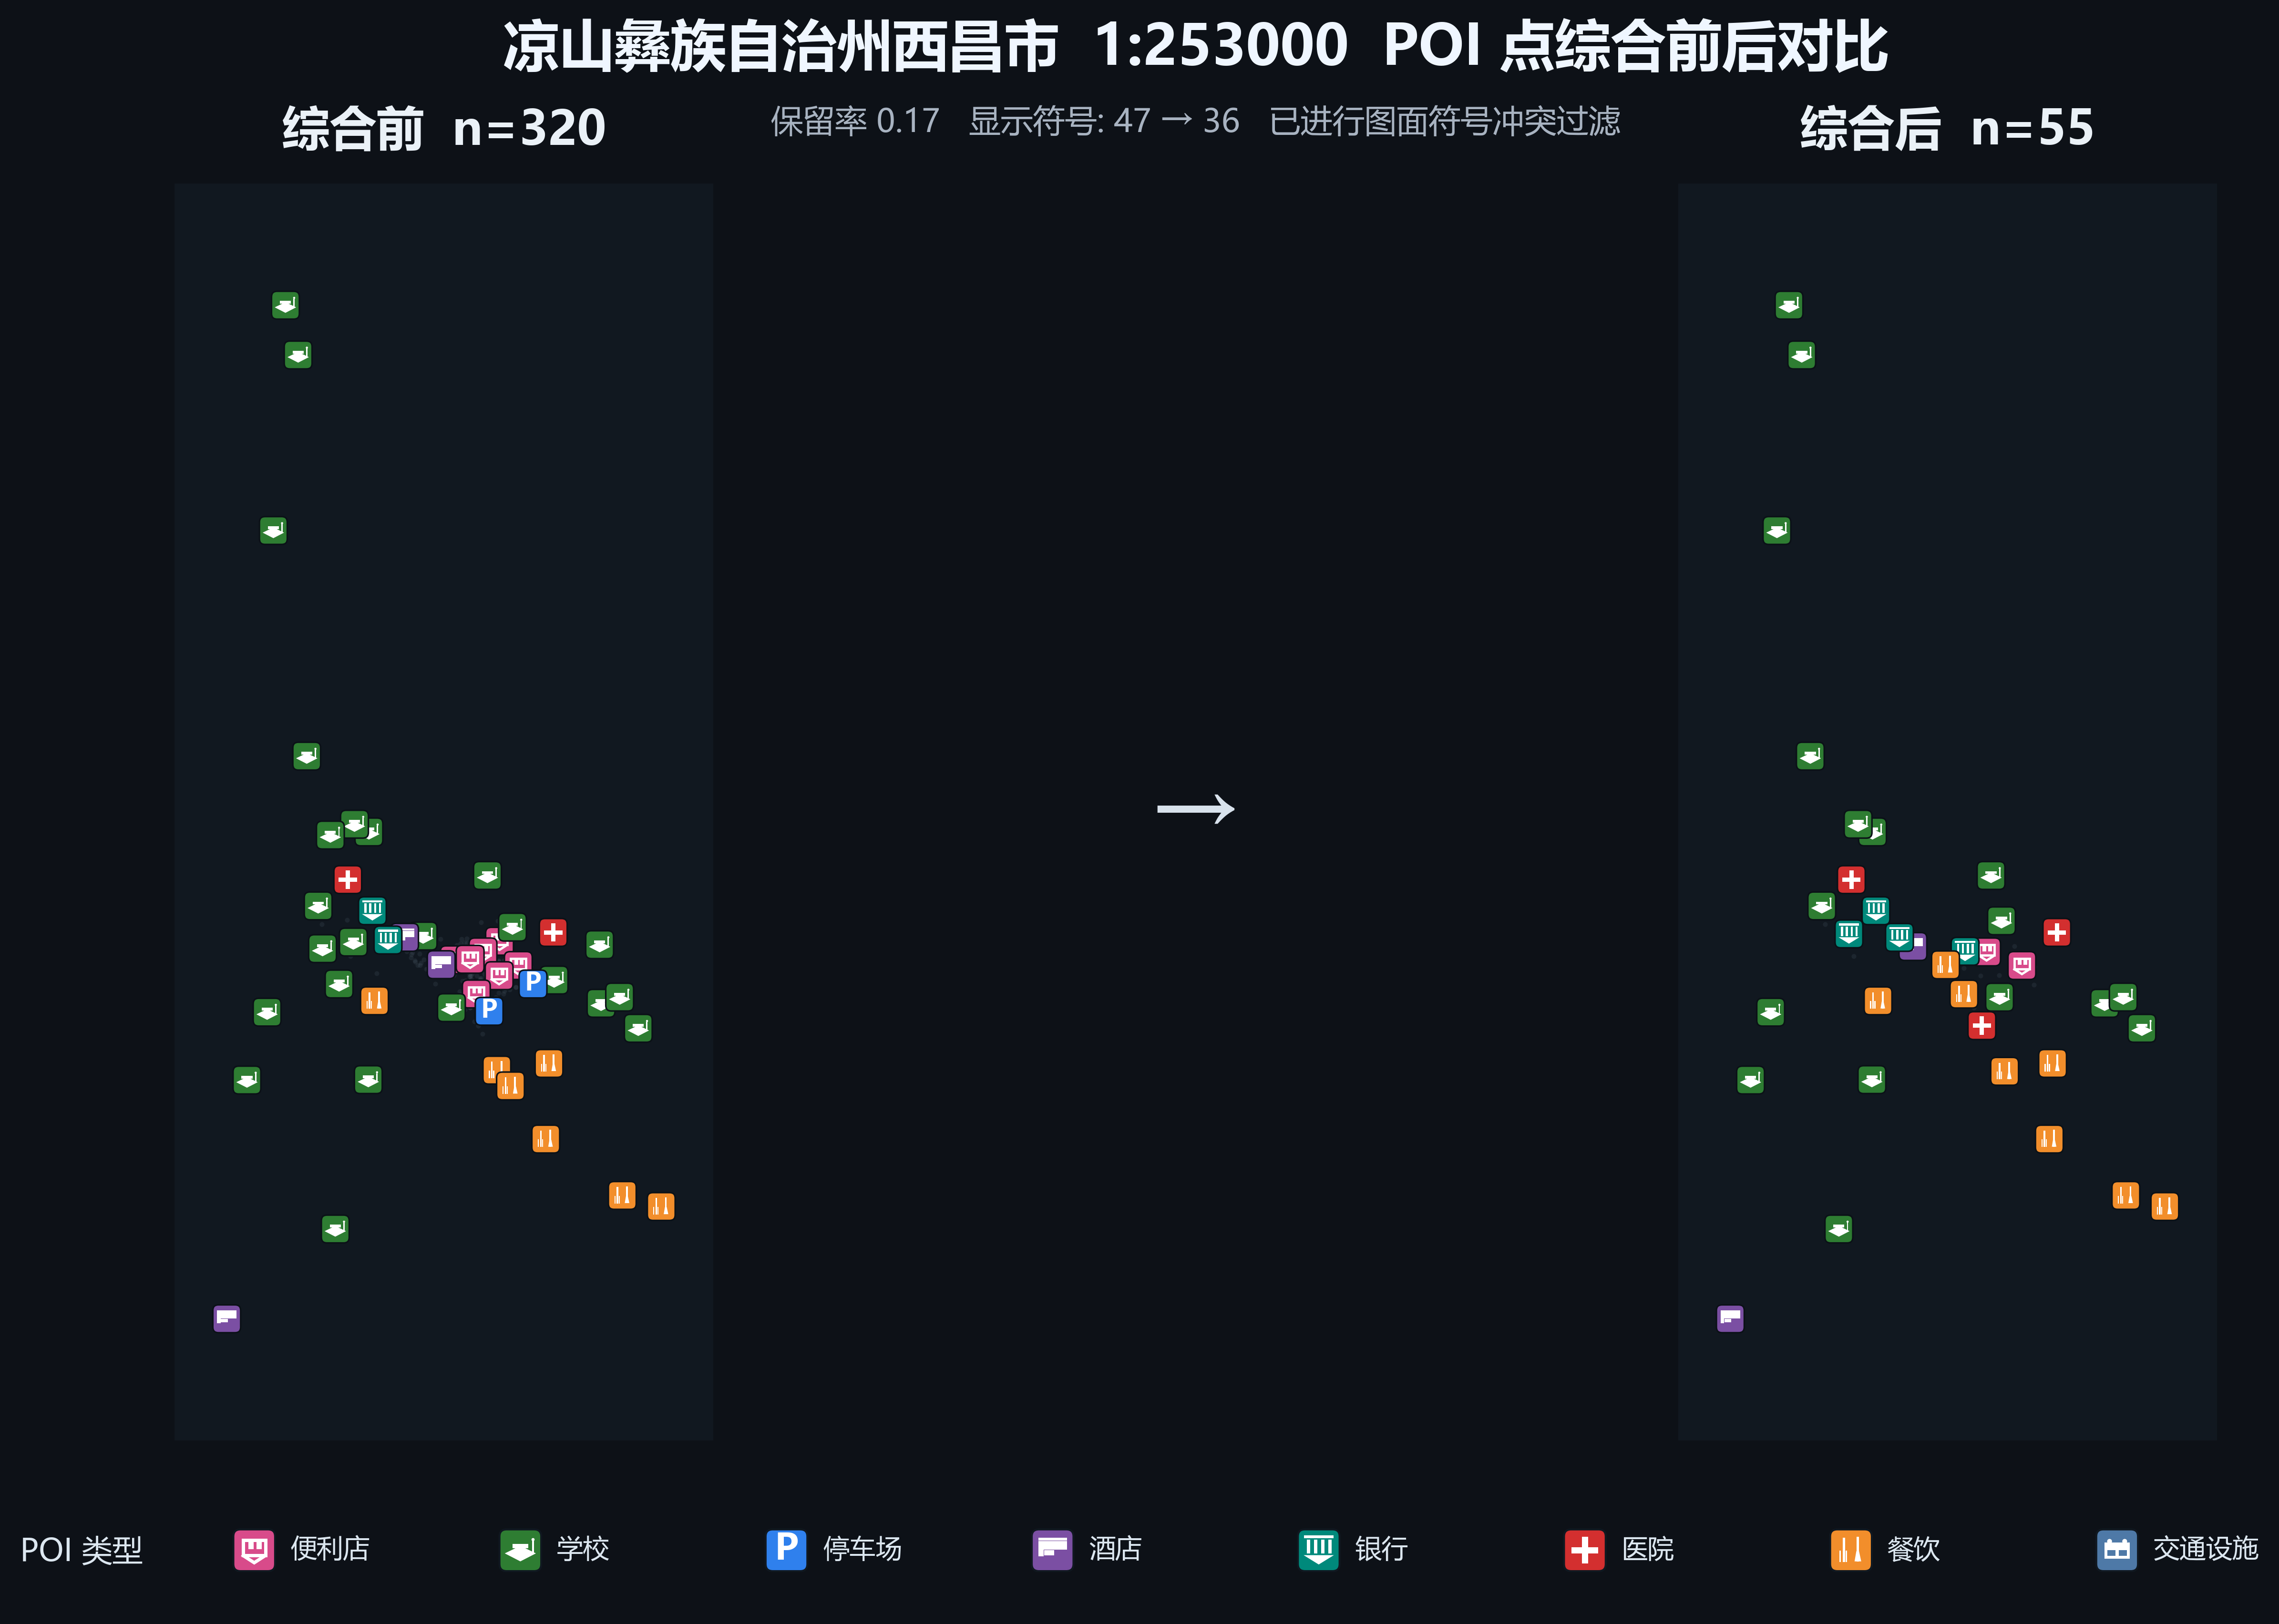 凉山彝族自治州西昌市 1:253000 POI 点综合前后对比
综合前 n=320
保留率 0.17 显示符号: 47 → 36 已进行图面符号冲突过滤
综合后 n=55
P
P
POI 类型
便利店
学校
P
停车场
酒店
银行
医院
餐饮
交通设施